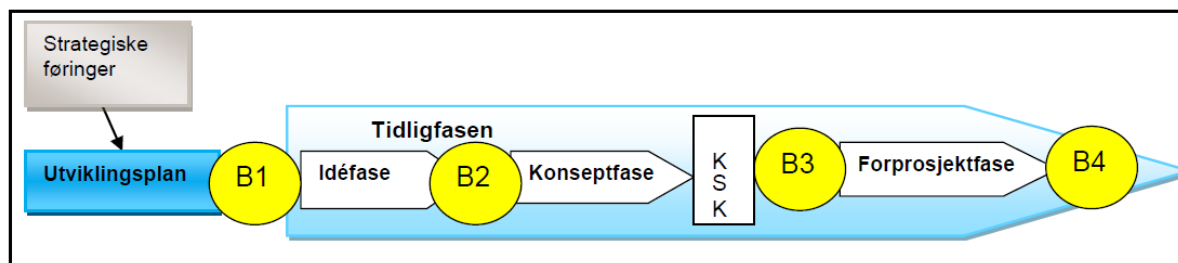 Strategiske
føringer
Tidligfasen
Utviklingsplan
B1
Idéfase
B2
Konseptfase
K
S
K
B3
Forprosjektfase
B4